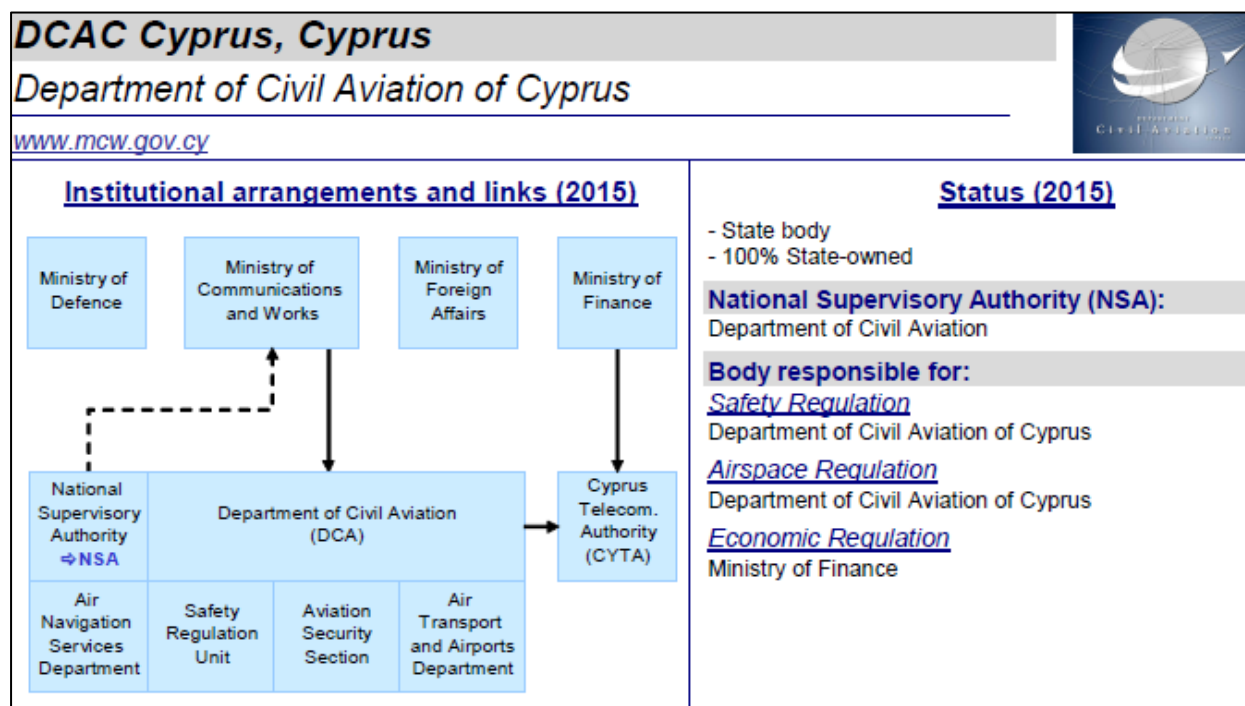 DCAC Cyprus, Cyprus
Department of Civil Aviation of Cyprus
www.mcw.gov.cy
DEPARTMENT
Civil Aviation
Institutional arrangements and links (2015)
Ministry of
Defence
Ministry of
Communications
and Works
Ministry of
Foreign
Affairs
Ministry of
Finance
National
Supervisory
Authority
⇨NSA
Department of Civil Aviation
(DCA)
Cyprus
Telecom.
Authority
(CYTA)
Air
Navigation
Services
Department
Safety
Regulation
Unit
Aviation
Security
Section
Air
Transport
and Airports
Department
Status (2015)
- State body
- 100% State-owned
National Supervisory Authority (NSA):
Department of Civil Aviation
Body responsible for:
Safety Regulation
Department of Civil Aviation of Cyprus
Airspace Regulation
Department of Civil Aviation of Cyprus
Economic Regulation
Ministry of Finance